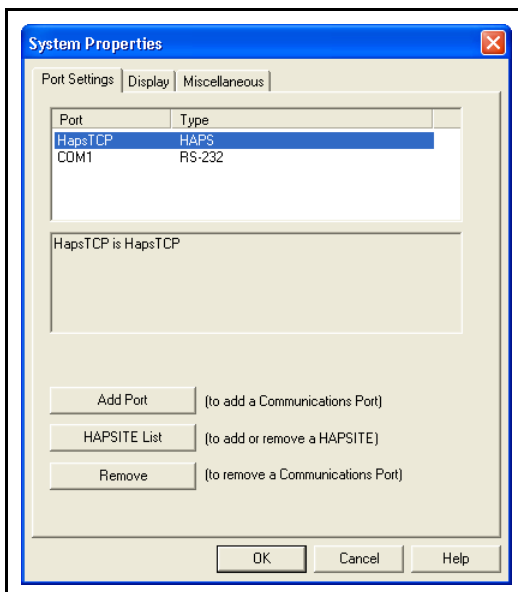 System Properties
Port Settings Display Miscellaneous
Port Type
HapsTCP HAPS
COM1 RS-232
HapsTCP is HapsTCP
Add Port (to add a Communications Port)
HAPSITE List (to add or remove a HAPSITE)
Remove (to remove a Communications Port)
OK Cancel Help